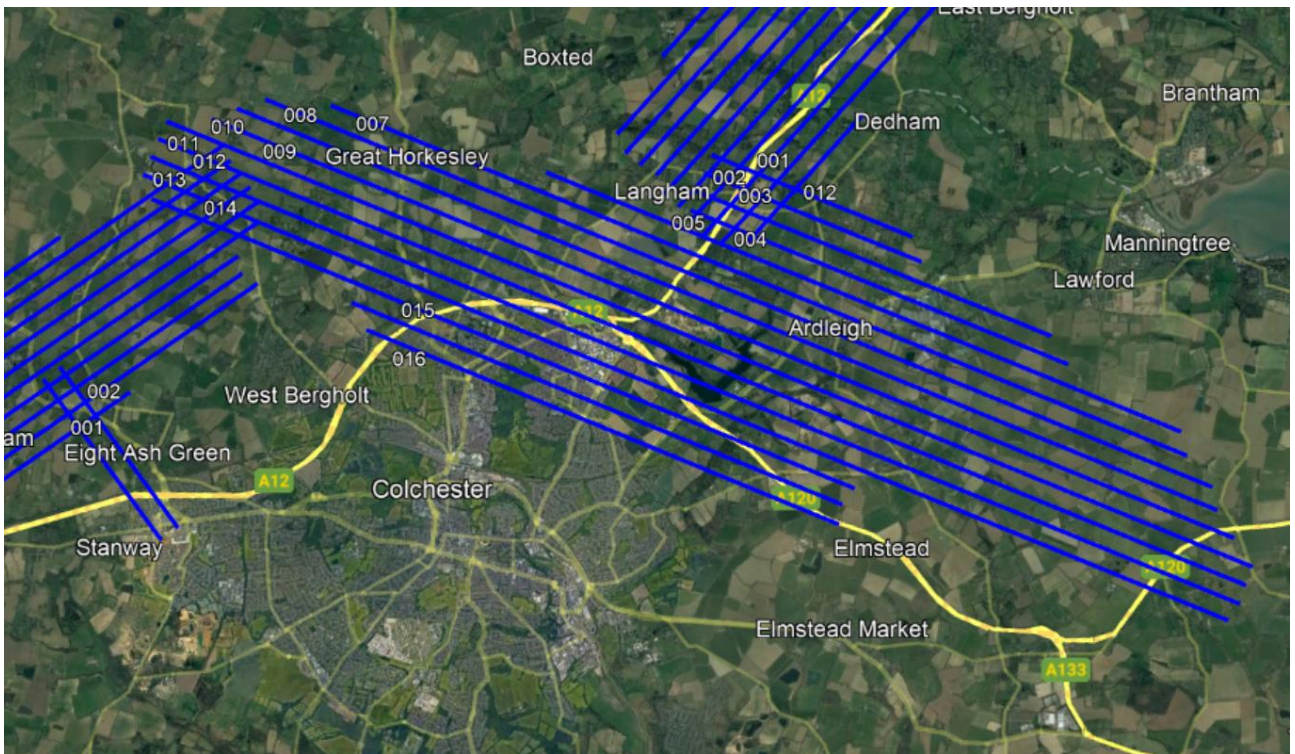 East Bergholt
Boxted
A12
Brantham
008
007
010
Dedham
011
009
012
Great Horkesley
001
013
002
Langham
003
012
014
005
004
Manningtree
Lawford
A12
015
Ardleigh
016
002
West Bergholt
001
am
Eight Ash Green
A12
Colchester
A120
Stanway
Elmstead
A120
Elmstead Market
A133